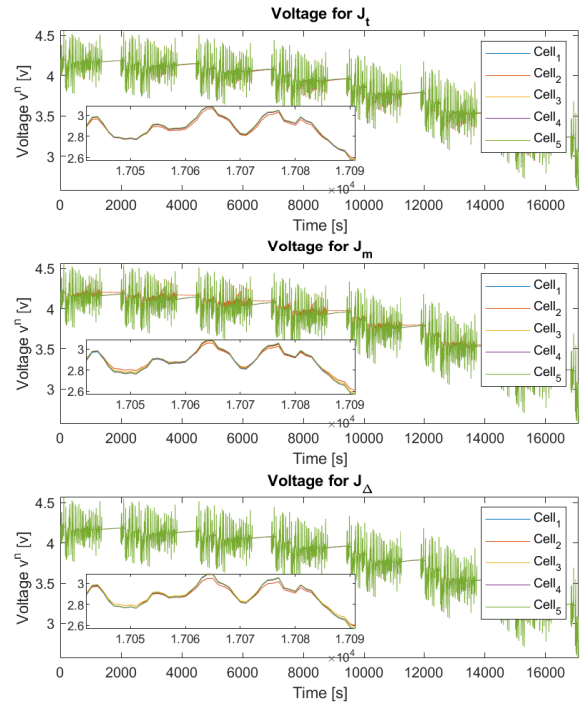 Voltage for J_t
Voltage v^n [v]
4.5
4
3.5
3
Cell_1
Cell_2
Cell_3
Cell_4
Cell_5
3
2.8
2.6
1.705 1.706 1.707 1.708 1.709
×10^4
0 2000 4000 6000 8000 10000 12000 14000 16000
Time [s]
Voltage for J_m
Voltage v^n [v]
4.5
4
3.5
3
Cell_1
Cell_2
Cell_3
Cell_4
Cell_5
3
2.8
2.6
1.705 1.706 1.707 1.708 1.709
×10^4
0 2000 4000 6000 8000 10000 12000 14000 16000
Time [s]
Voltage for J_Δ
Voltage v^n [v]
4.5
4
3.5
3
Cell_1
Cell_2
Cell_3
Cell_4
Cell_5
3
2.8
2.6
1.705 1.706 1.707 1.708 1.709
×10^4
0 2000 4000 6000 8000 10000 12000 14000 16000
Time [s]